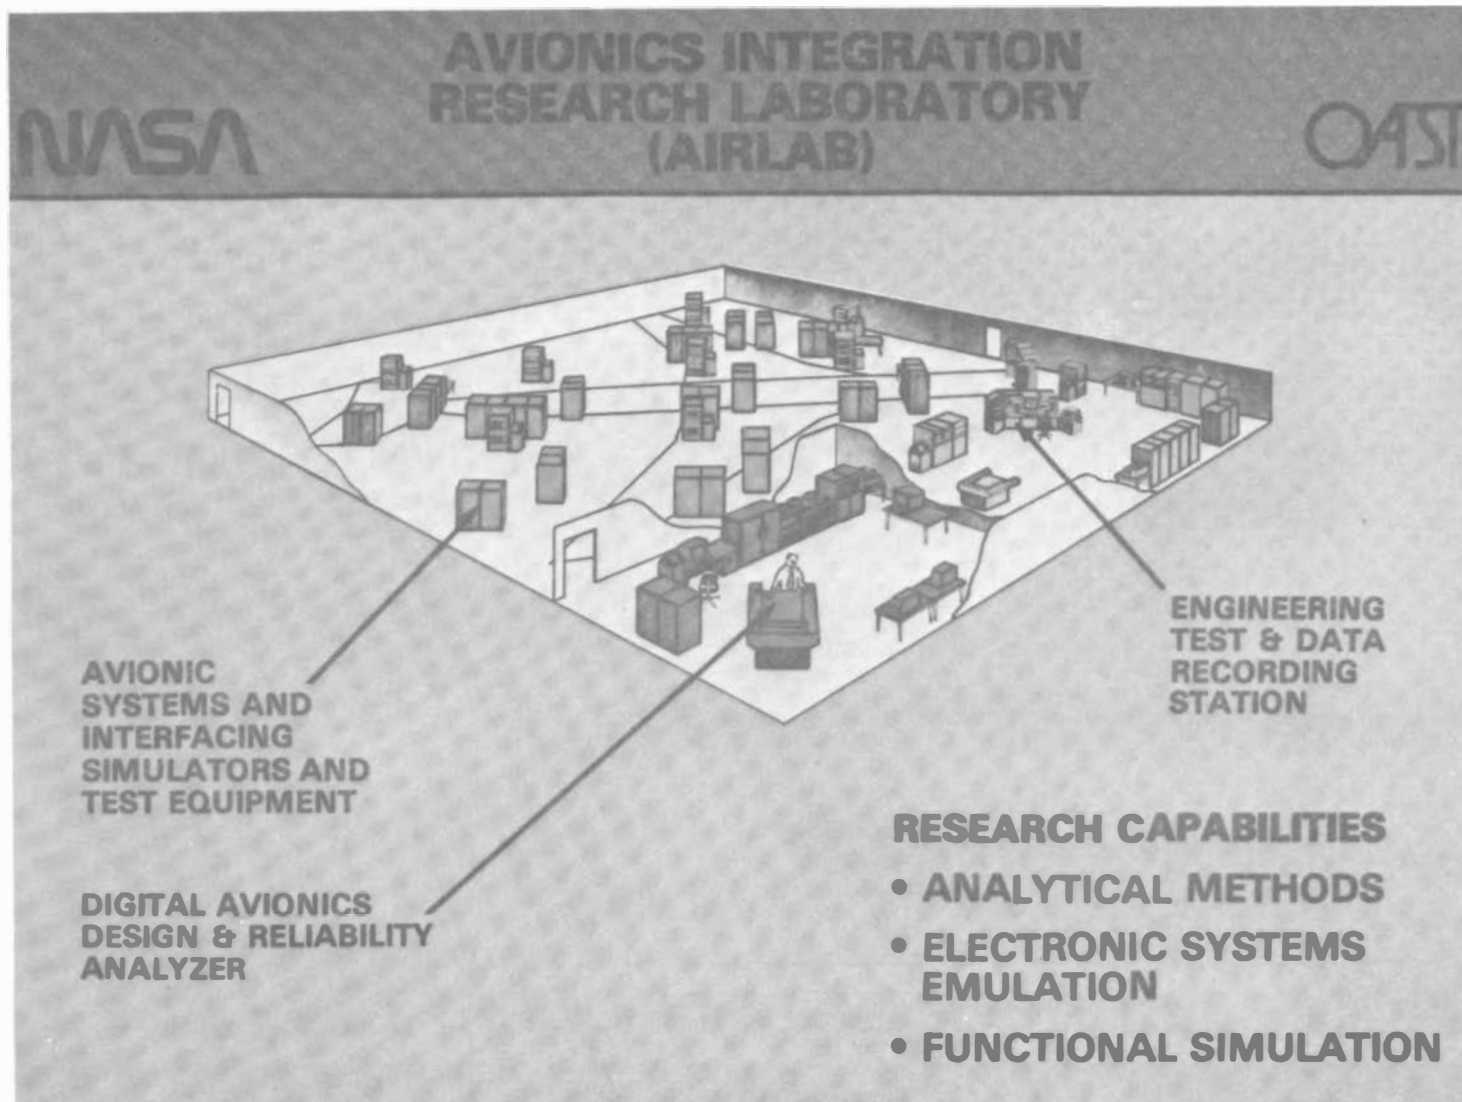 AVIONICS INTEGRATION
RESEARCH LABORATORY
(AIRLAB)
NASA
OAST
AVIONIC
SYSTEMS AND
INTERFACING
SIMULATORS AND
TEST EQUIPMENT
DIGITAL AVIONICS
DESIGN & RELIABILITY
ANALYZER
ENGINEERING
TEST & DATA
RECORDING
STATION
RESEARCH CAPABILITIES
• ANALYTICAL METHODS
• ELECTRONIC SYSTEMS
EMULATION
• FUNCTIONAL SIMULATION